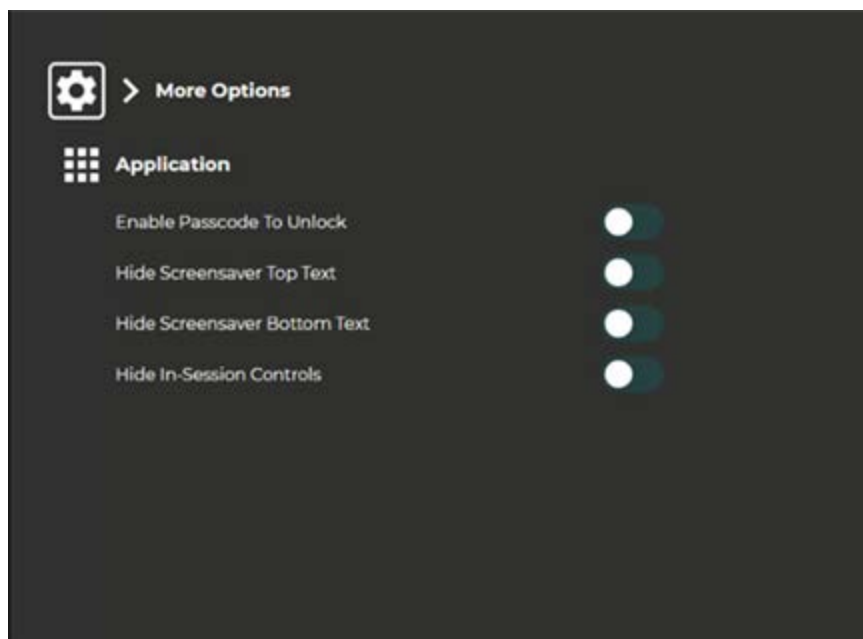 More Options
Application
Enable Passcode To Unlock
Hide Screensaver Top Text
Hide Screensaver Bottom Text
Hide In-Session Controls